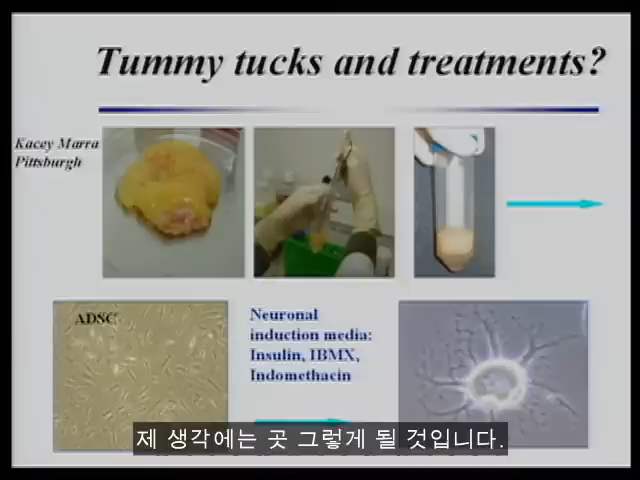 Tummy tucks and treatments?
Kacey Marra
Pittsburgh
ADSC
Neuronal
induction media:
Insulin, IBMX,
Indomethacin
제 생각에는 곳 그렇게 될 것입니다.